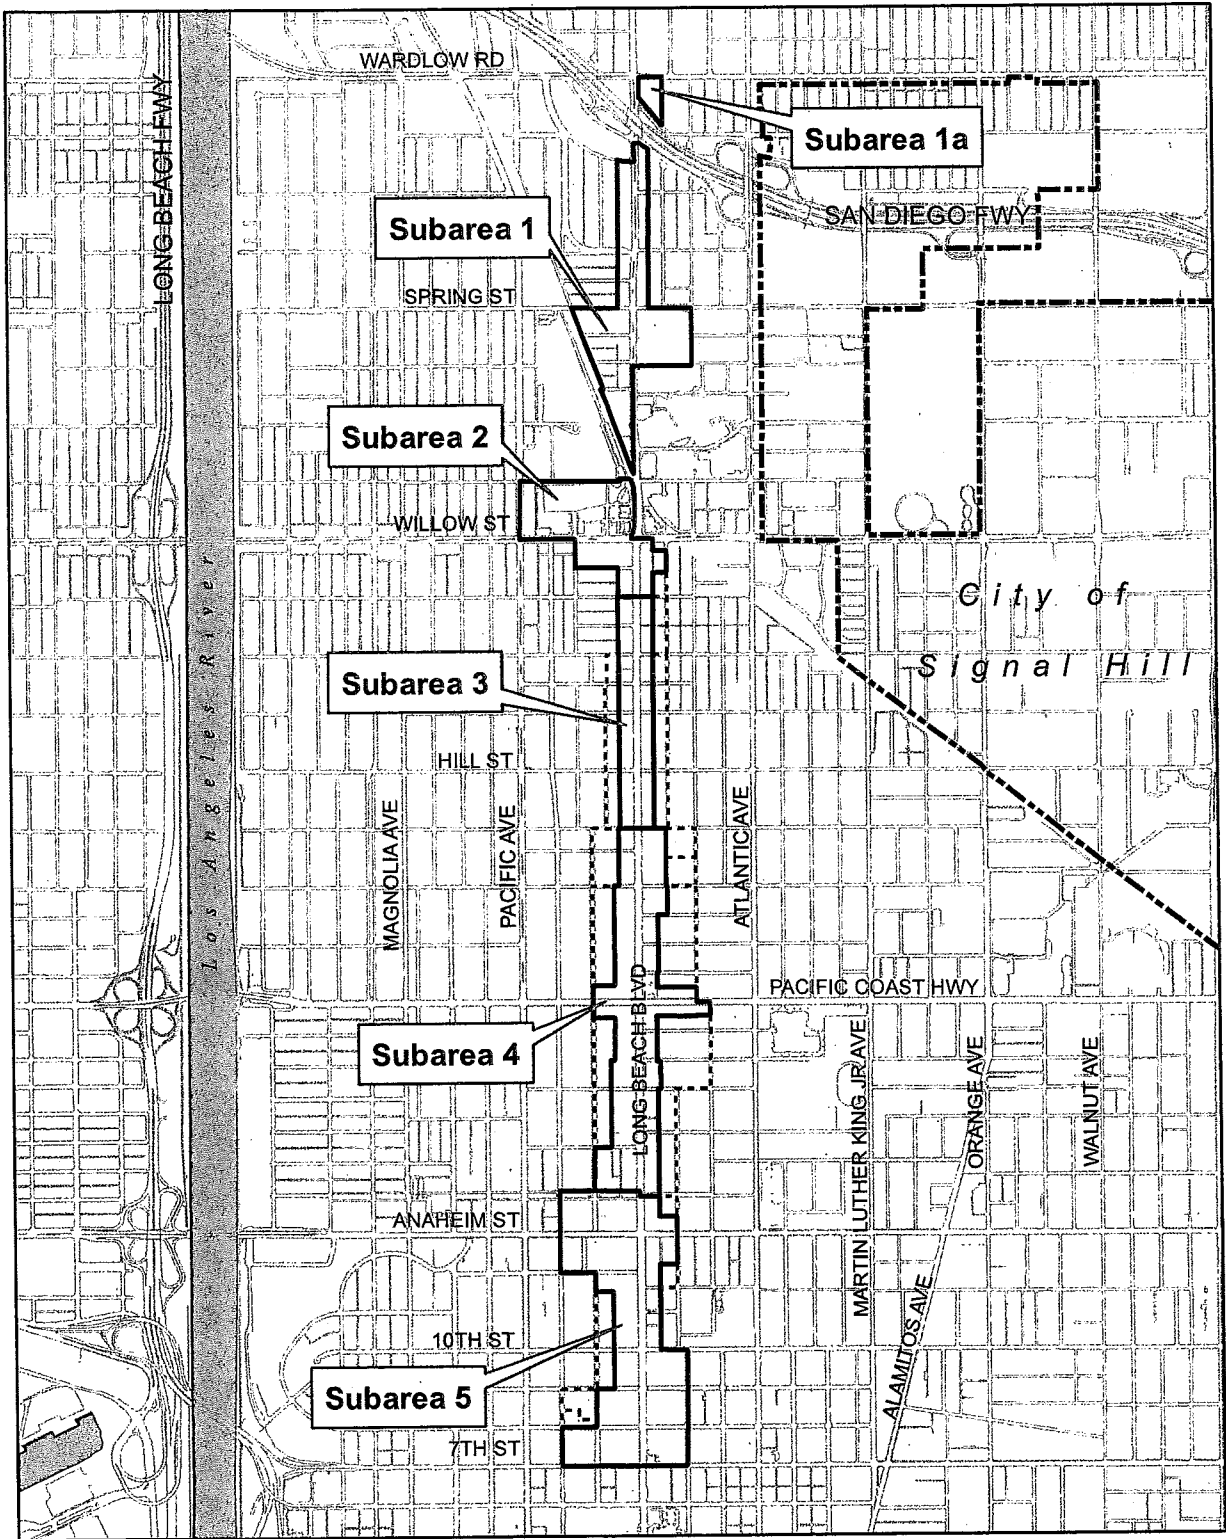 WARDLOW RD
LONG BEACH FWY
Subarea 1a
SAN DIEGO FWY
Subarea 1
SPRING ST
Subarea 2
WILLOW ST
Los Angeles River
City of
Signal Hill
Subarea 3
HILL ST
MAGNOLIA AVE
PACIFIC AVE
ATLANTIC AVE
LONG BEACH BLVD
PACIFIC COAST HWY
Subarea 4
MARTIN LUTHER KING JR AVE
ORANGE AVE
WALNUT AVE
ANAHEIM ST
10TH ST
ALAMITOS AVE
Subarea 5
7TH ST